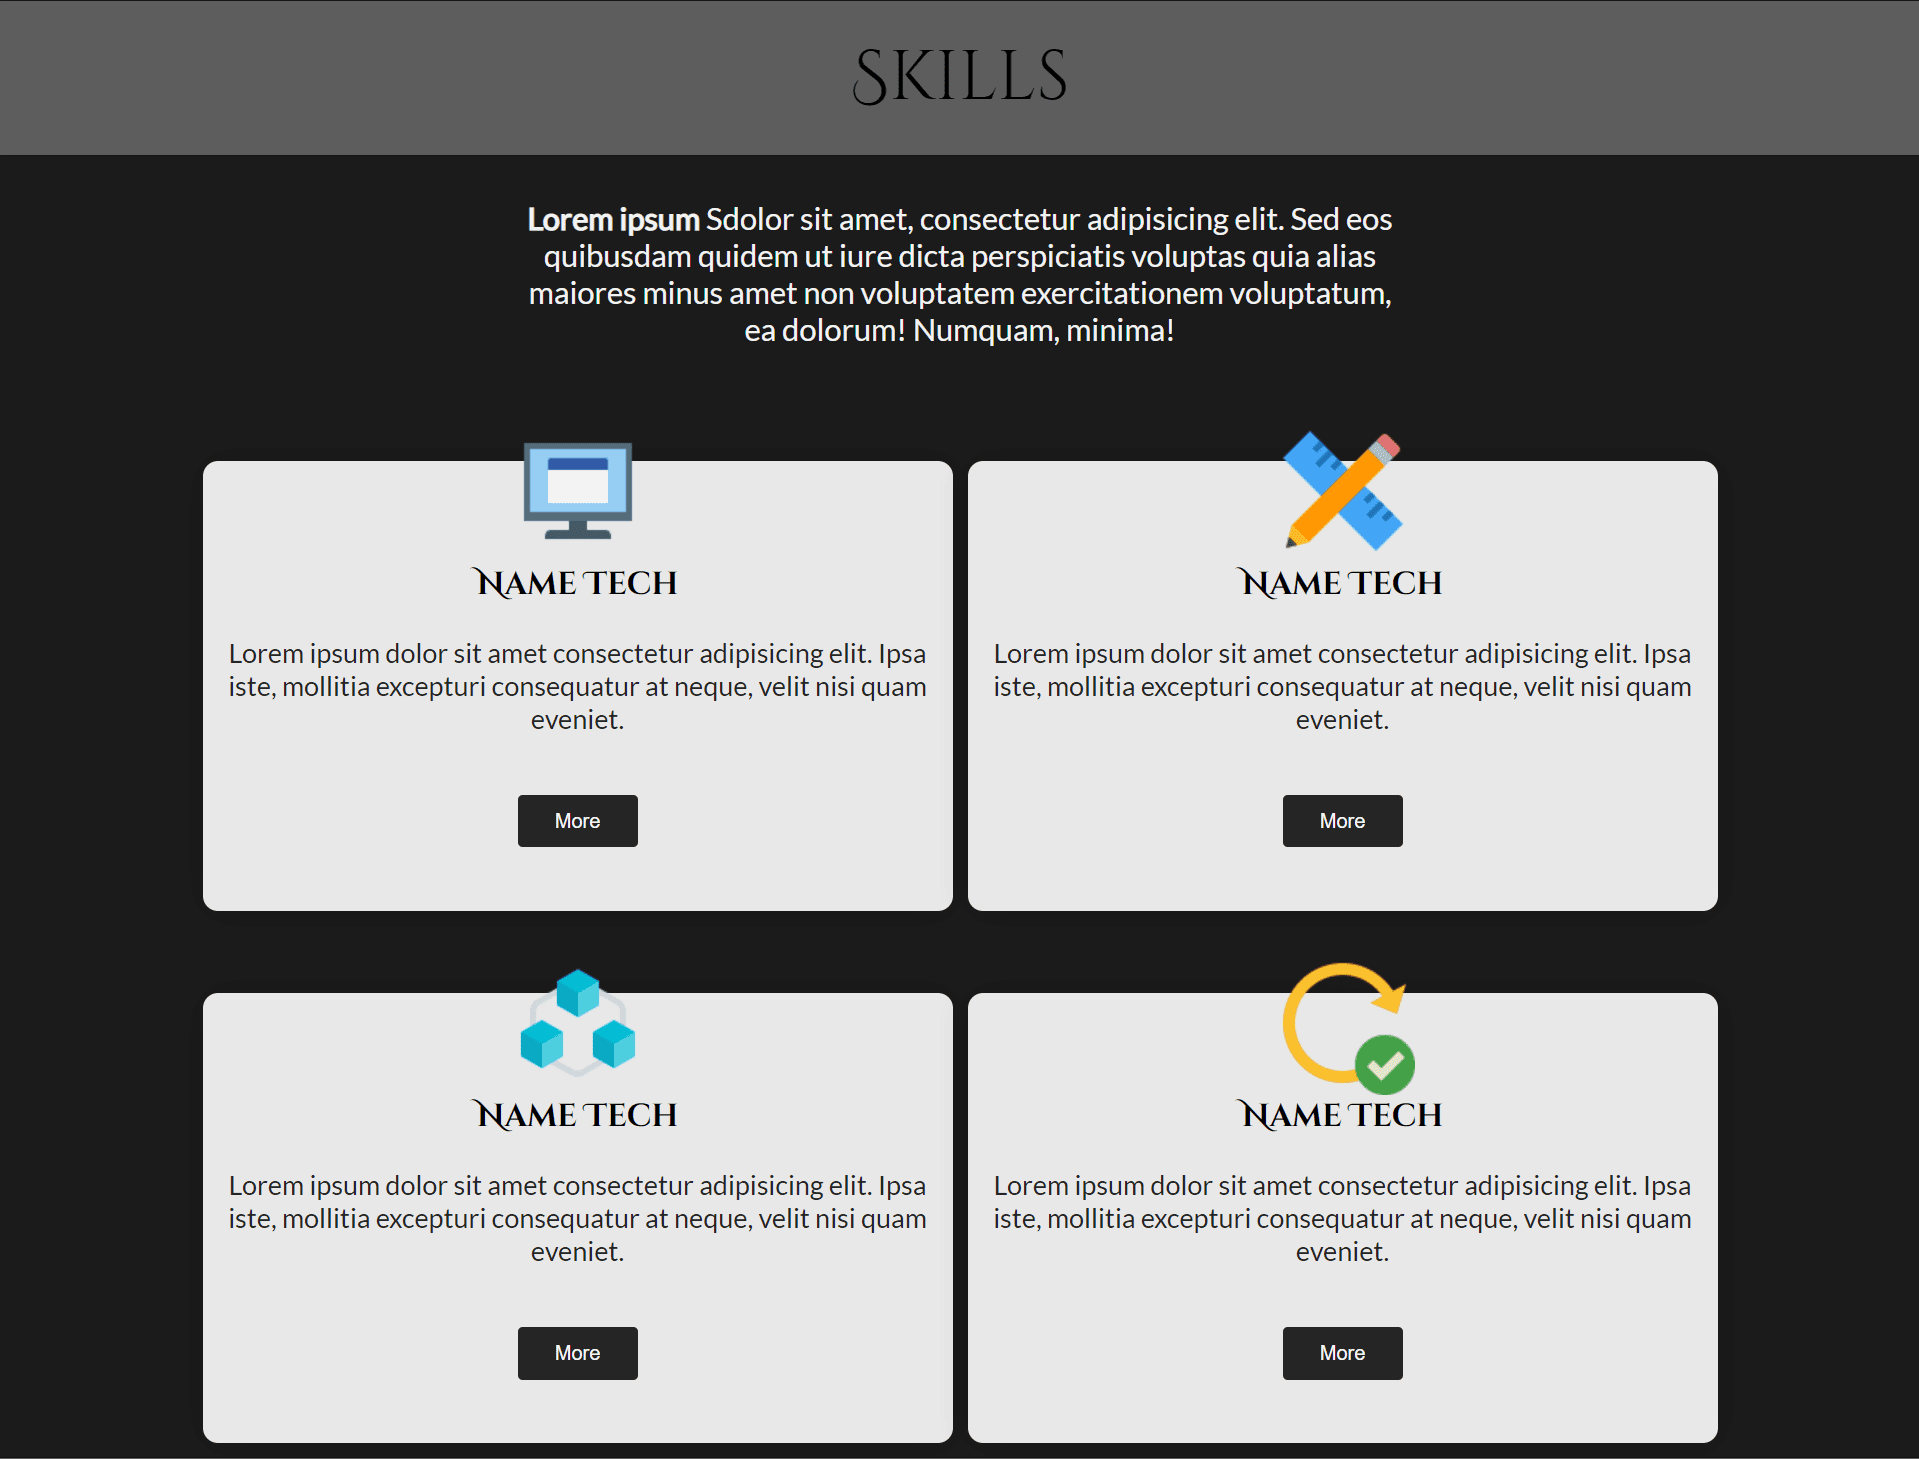 Skills
Lorem ipsum Sdolor sit amet, consectetur adipisicing elit. Sed eos
quibusdam quidem ut iure dicta perspiciatis voluptas quia alias
maiores minus amet non voluptatem exercitationem voluptatum,
ea dolorum! Numquam, minima!
Name Tech
Lorem ipsum dolor sit amet consectetur adipisicing elit. Ipsa
iste, mollitia excepturi consequatur at neque, velit nisi quam
eveniet.
More
Name Tech
Lorem ipsum dolor sit amet consectetur adipisicing elit. Ipsa
iste, mollitia excepturi consequatur at neque, velit nisi quam
eveniet.
More
Name Tech
Lorem ipsum dolor sit amet consectetur adipisicing elit. Ipsa
iste, mollitia excepturi consequatur at neque, velit nisi quam
eveniet.
More
Name Tech
Lorem ipsum dolor sit amet consectetur adipisicing elit. Ipsa
iste, mollitia excepturi consequatur at neque, velit nisi quam
eveniet.
More